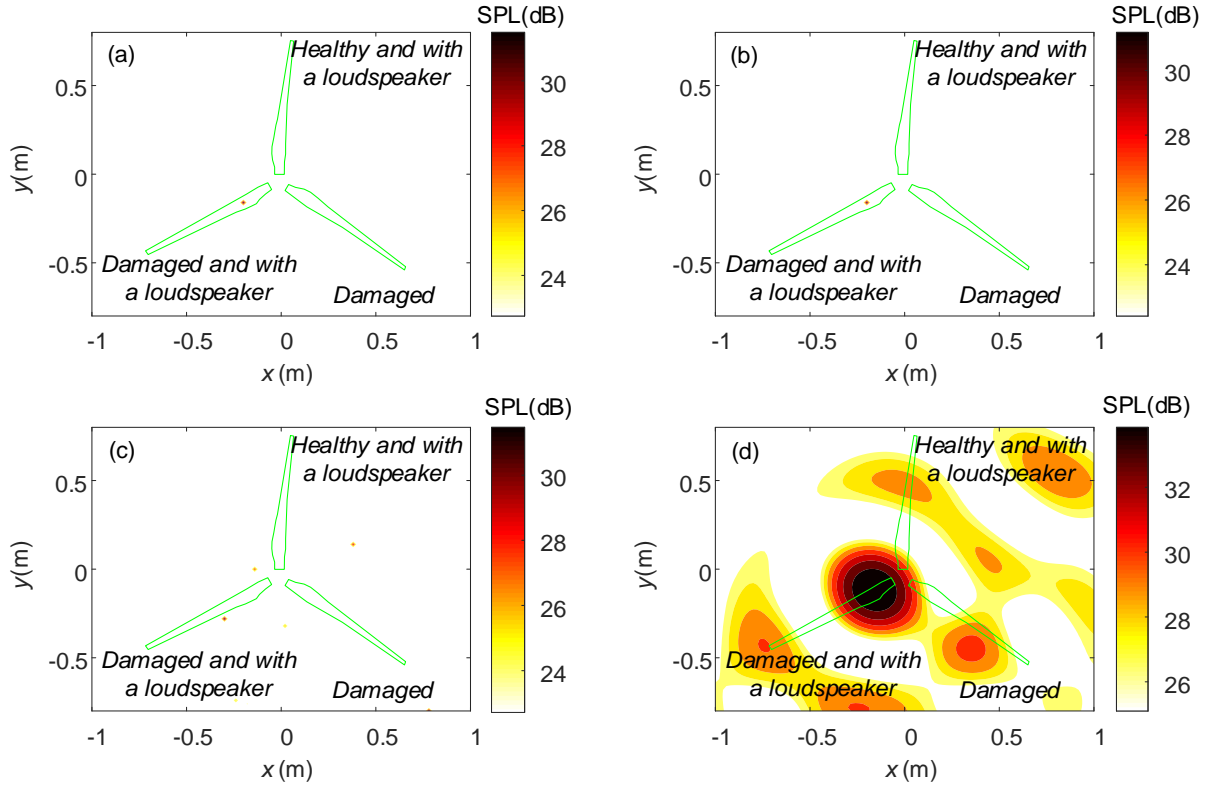 SPL(dB)
(a)
Healthy and with
a loudspeaker
Damaged and with
a loudspeaker
Damaged
0.5
0
-0.5
y(m)
-1
-0.5
0
0.5
1
x (m)
30
28
26
24
SPL(dB)
(b)
Healthy and with
a loudspeaker
Damaged and with
a loudspeaker
Damaged
0.5
0
-0.5
y(m)
-1
-0.5
0
0.5
1
x (m)
30
28
26
24
SPL(dB)
(c)
Healthy and with
a loudspeaker
Damaged and with
a loudspeaker
Damaged
0.5
0
-0.5
y(m)
-1
-0.5
0
0.5
1
x (m)
30
28
26
24
SPL(dB)
(d)
Healthy and with
a loudspeaker
Damaged and with
a loudspeaker
Damaged
0.5
0
-0.5
y(m)
-1
-0.5
0
0.5
1
x (m)
32
30
28
26